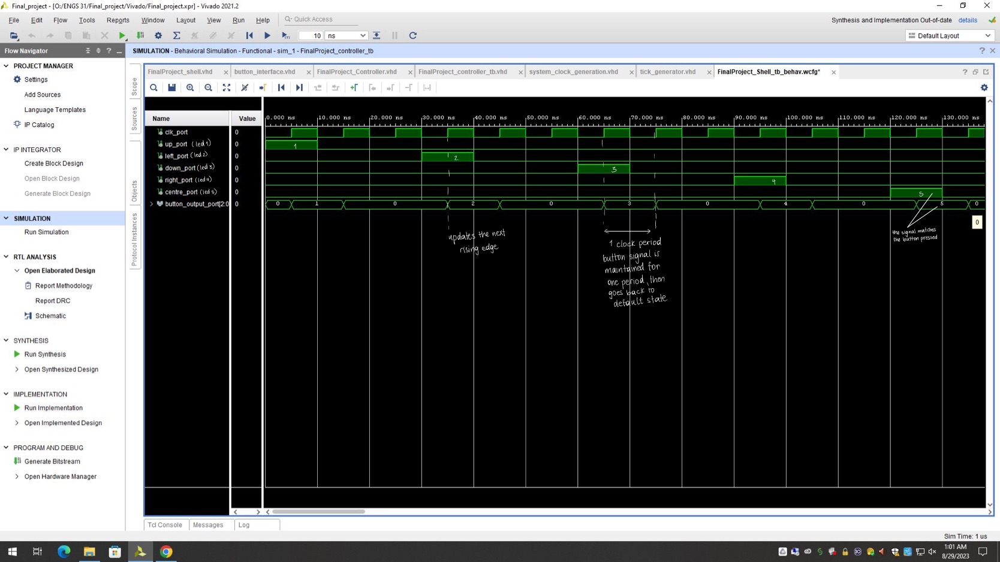 Final_project - [O:/ENGS 31/Final_project/Vivado/Final_project.xpr] - Vivado 2021.2
File Edit Flow Tools Reports Window Layout View Run Help Quick Access
Synthesis and Implementation Out-of-date details
10 ns
Default Layout
Flow Navigator
SIMULATION - Behavioral Simulation - Functional - sim_1 - FinalProject_controller_tb
PROJECT MANAGER
Settings
Add Sources
Language Templates
IP Catalog
IP INTEGRATOR
Create Block Design
Open Block Design
Generate Block Design
SIMULATION
Run Simulation
RTL ANALYSIS
Open Elaborated Design
Report Methodology
Report DRC
Schematic
SYNTHESIS
Run Synthesis
Open Synthesized Design
IMPLEMENTATION
Run Implementation
Open Implemented Design
PROGRAM AND DEBUG
Generate Bitstream
Open Hardware Manager
Scope
Sources
Objects
Protocol Instances
FinalProject_shell.vhd button_interface.vhd FinalProject_Controller.vhd FinalProject_controller_tb.vhd system_clock_generation.vhd tick_generator.vhd FinalProject_Shell_tb_behav.wcfg*
Name Value
0.000 ns 10.000 ns 20.000 ns 30.000 ns 40.000 ns 50.000 ns 60.000 ns 70.000 ns 80.000 ns 90.000 ns 100.000 ns 110.000 ns 120.000 ns 130.000 ns
clk_port 0
up_port (led 1) 0 1
left_port (led 2) 0 2
down_port (led 3) 0 3
right_port (led 4) 0 4
centre_port (led 5) 0 5
button_output_port[2:0 0 0 1 0 2 0 3 0 4 0 5 0
0
updates the next
rising edge
1 clock period
button signal is
maintained for
one period, then
goes back to
default state
the signal matches
the button pressed
Tcl Console Messages Log
Sim Time: 1 us
1:01 AM
8/29/2023